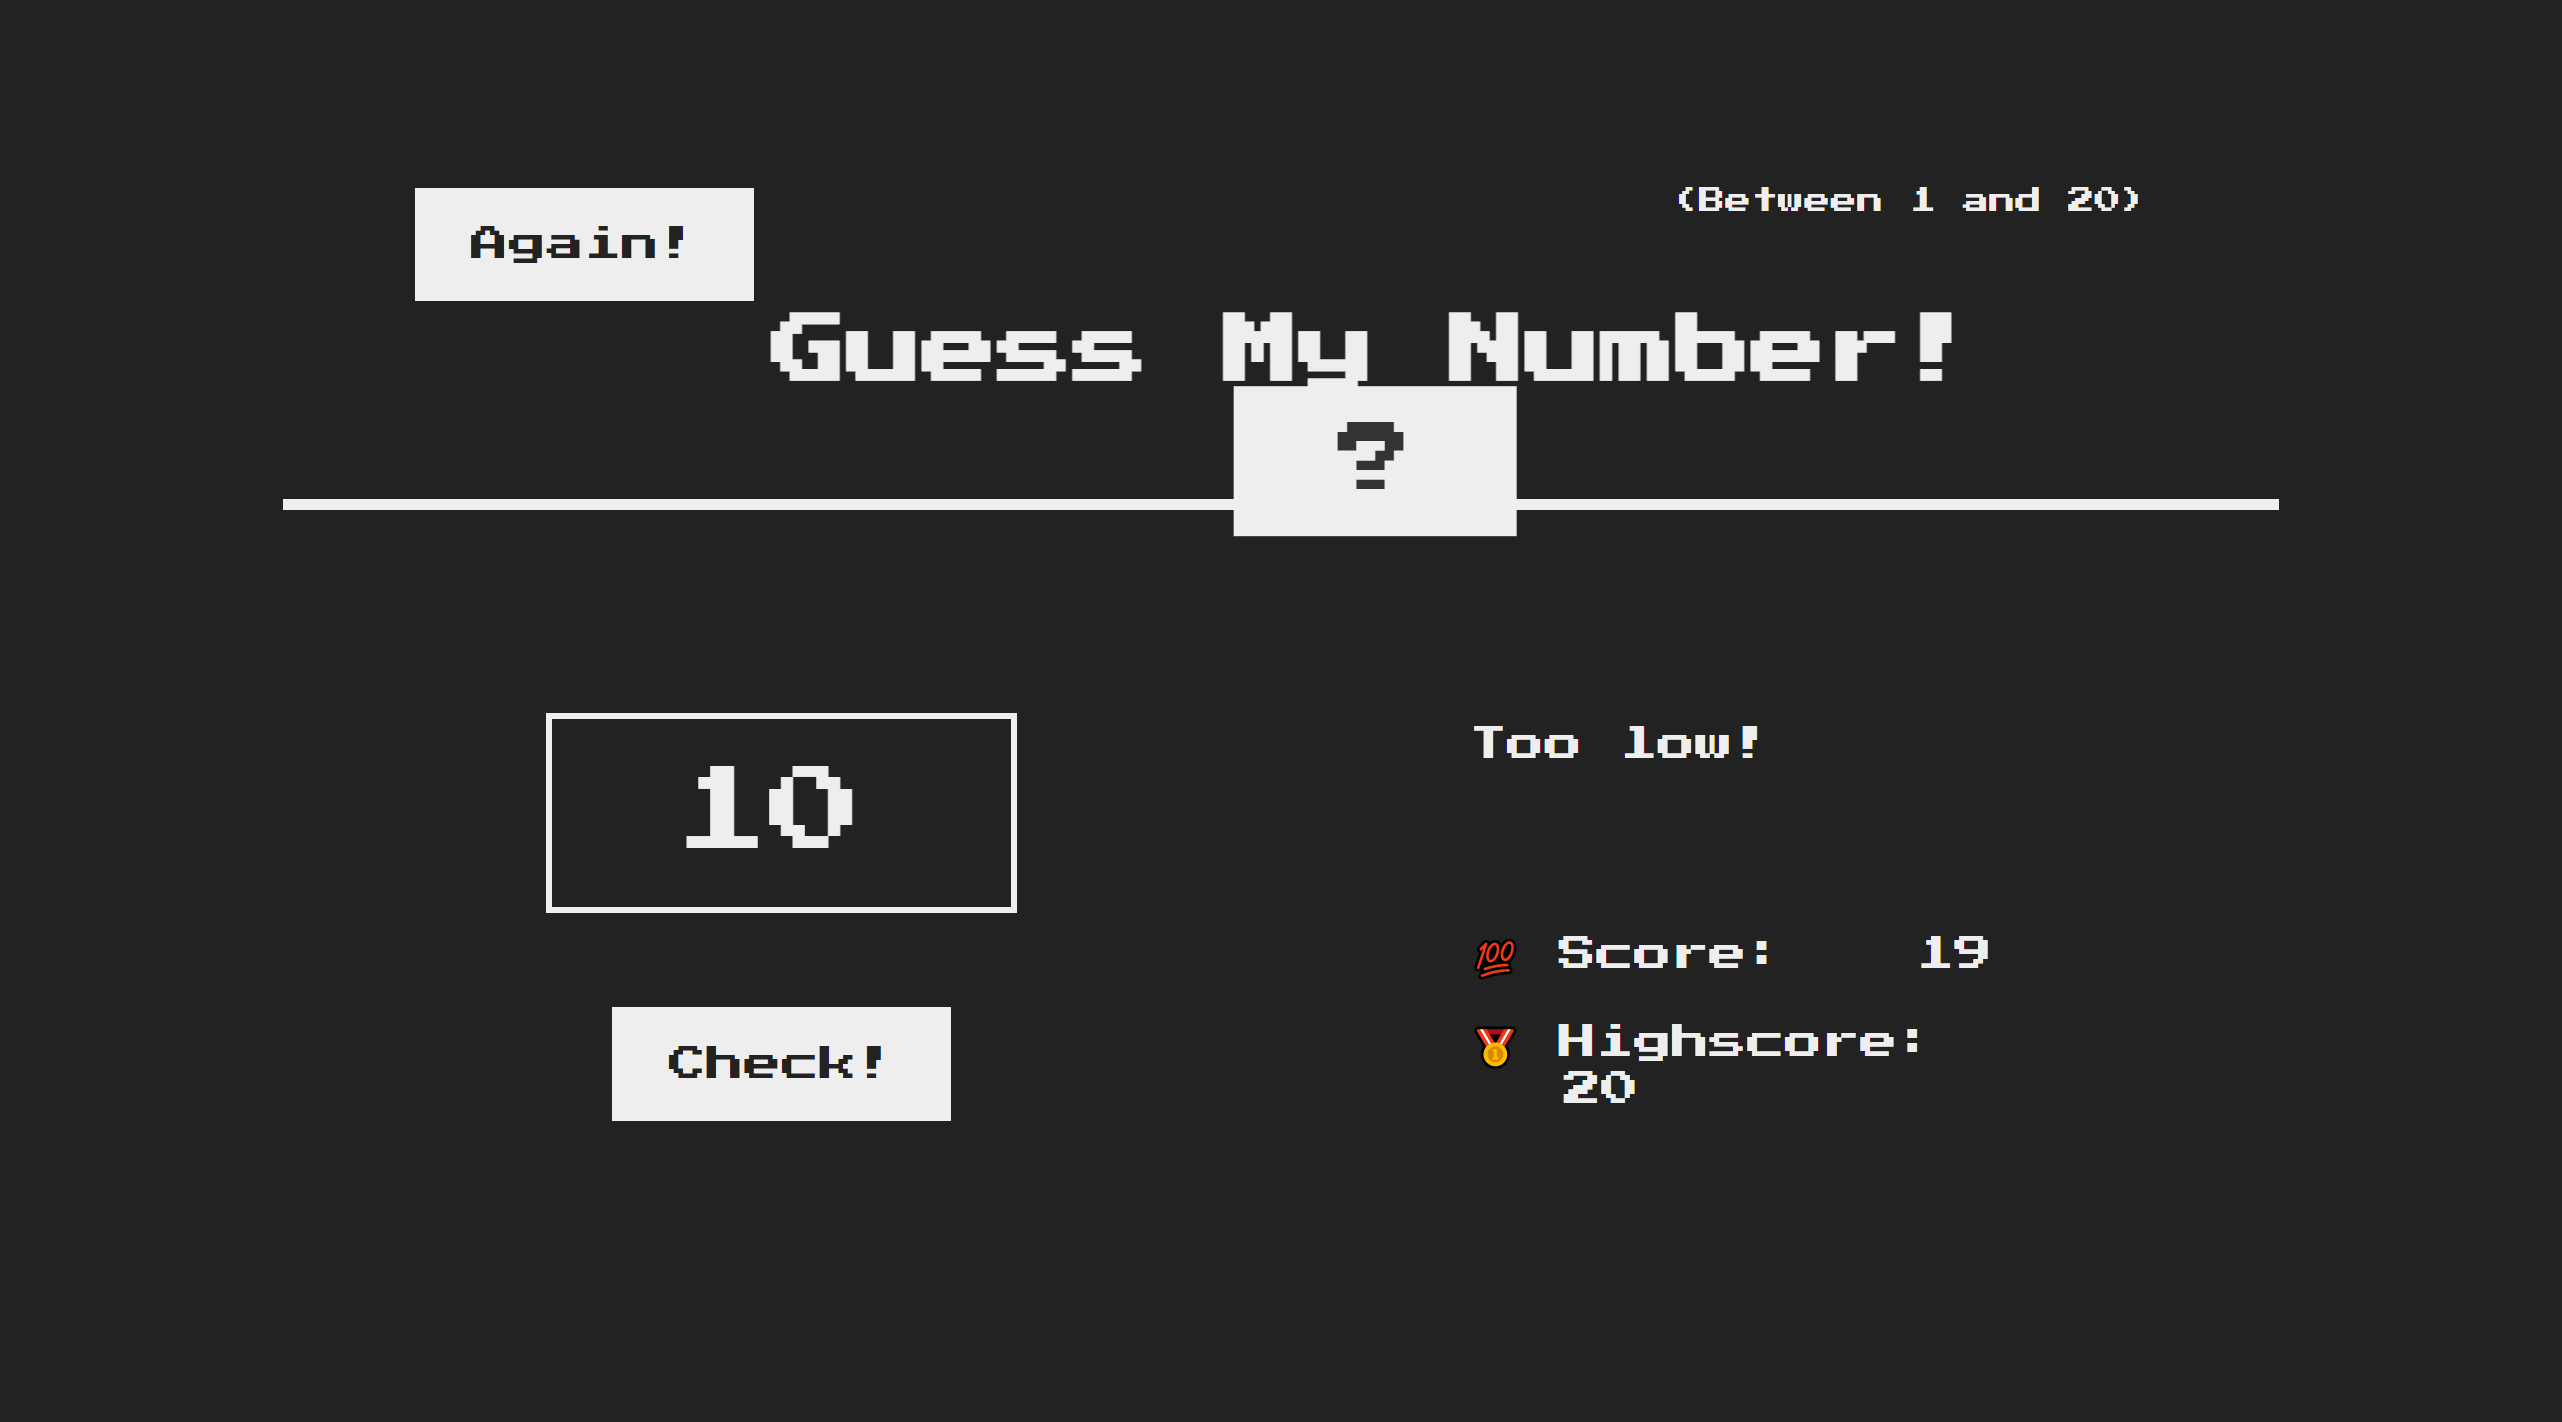 Again!
(Between 1 and 20)
Guess My Number!
?
10
Check!
Too low!
💯 Score: 19
🥇 Highscore:
20